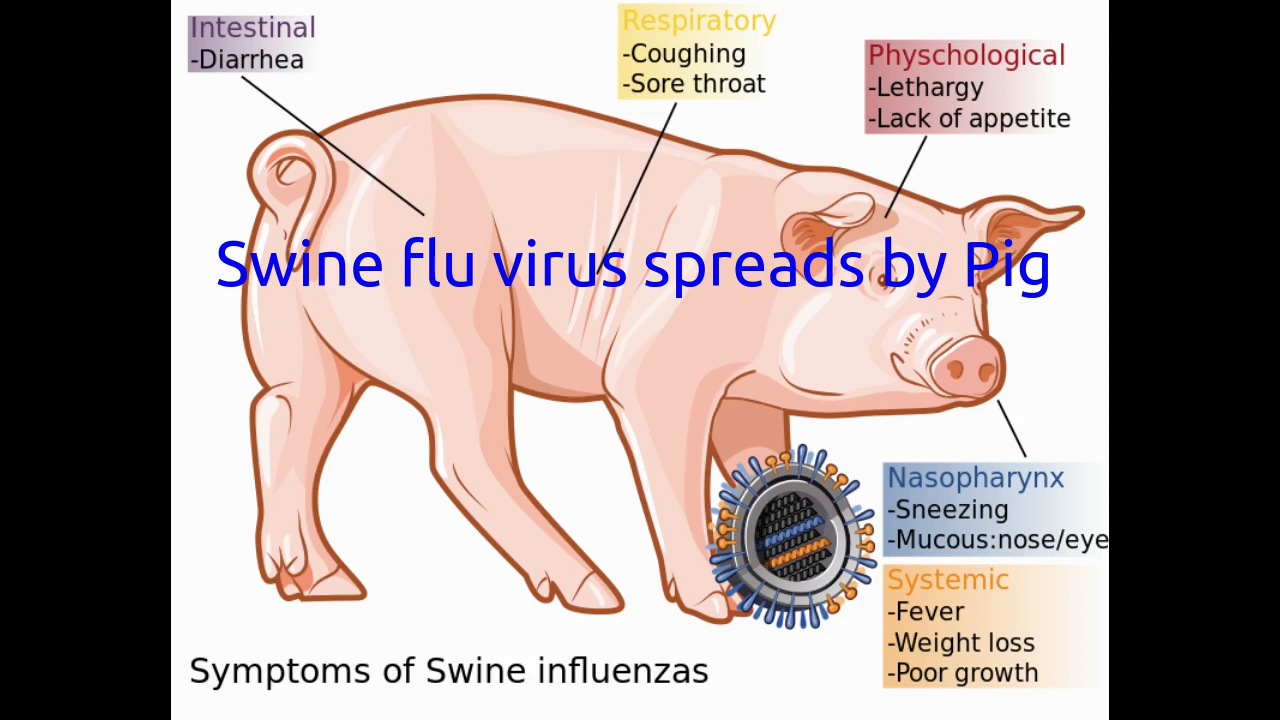 Intestinal
-Diarrhea
Respiratory
-Coughing
-Sore throat
Physchological
-Lethargy
-Lack of appetite
Swine flu virus spreads by Pig
Nasopharynx
-Sneezing
-Mucous:nose/eye
Systemic
-Fever
-Weight loss
-Poor growth
Symptoms of Swine influenzas